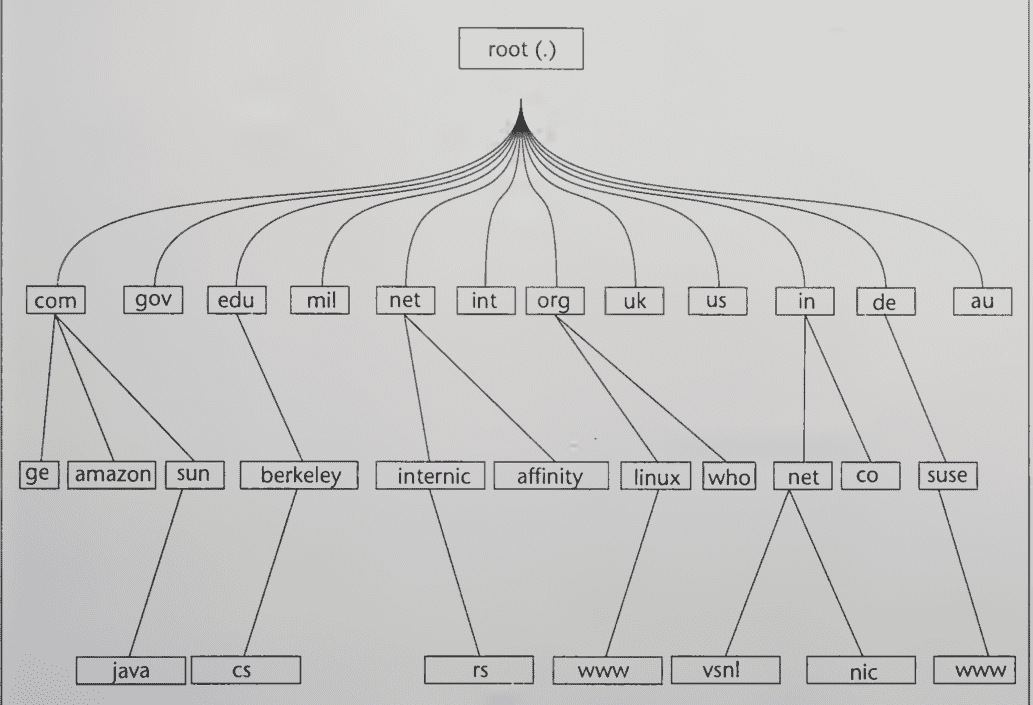 root (.)
com gov edu mil net int org uk us in de au
ge amazon sun berkeley internic affinity linux who net co suse
java cs rs www vsnl nic www